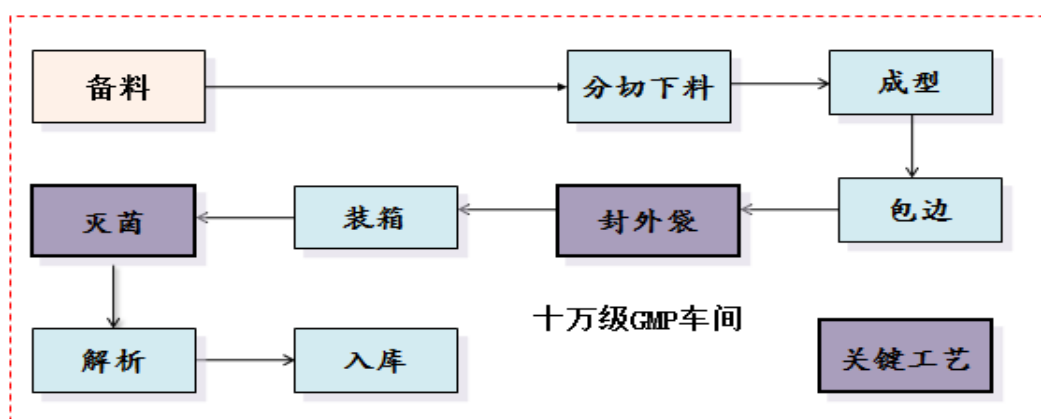 备料
分切下料
成型
灭菌
装箱
封外袋
包边
十万级GMP车间
解析
入库
关键工艺